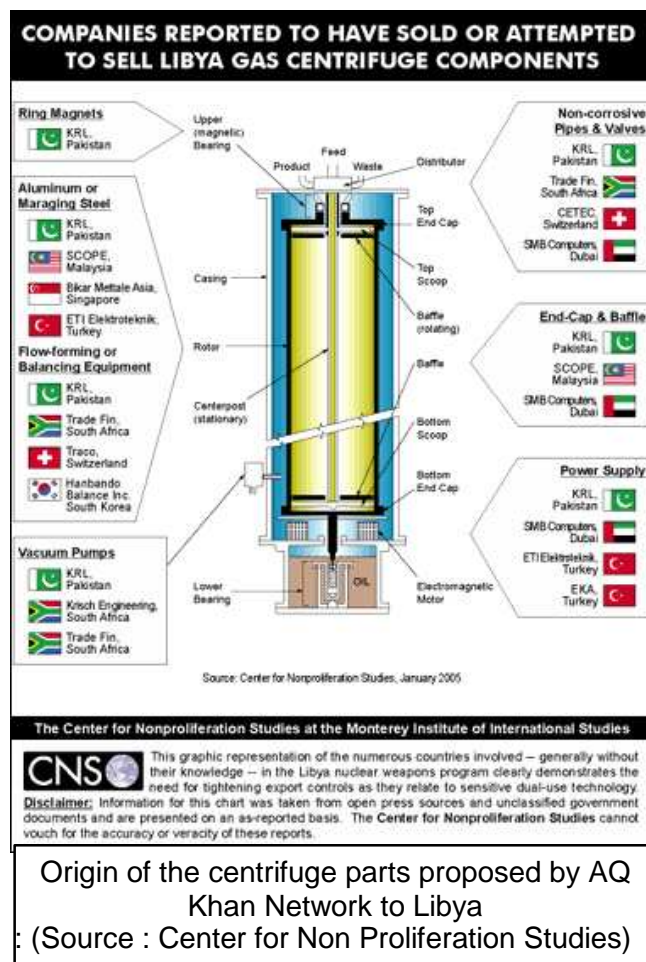 COMPANIES REPORTED TO HAVE SOLD OR ATTEMPTED
TO SELL LIBYA GAS CENTRIFUGE COMPONENTS
Ring Magnets
KRL,
Pakistan
Aluminum or
Maraging Steel
KRL,
Pakistan
SCOPE,
Malaysia
Bikar Mettale Asia,
Singapore
ETI Elektroteknik,
Turkey
Flow-forming or
Balancing Equipment
KRL,
Pakistan
Trade Fin,
South Africa
Traco,
Switzerland
Hanbando
Balance Inc.
South Korea
Vacuum Pumps
KRL,
Pakistan
Krisch Engineering,
South Africa
Trade Fin,
South Africa
Upper
(magnetic)
Bearing
Feed
Product
Waste
Distributor
Top
End Cap
Top
Scoop
Casing
Baffle
(rotating)
Rotor
Baffle
Centerpost
(stationary)
Bottom
Scoop
Bottom
End Cap
Lower
Bearing
OIL
Electromagnetic
Motor
Non-corrosive
Pipes & Valves
KRL,
Pakistan
Trade Fin,
South Africa
CETEC,
Switzerland
SMB Computers,
Dubai
End-Cap & Baffle
KRL,
Pakistan
SCOPE,
Malaysia
SMB Computers,
Dubai
Power Supply
KRL,
Pakistan
SMB Computers,
Dubai
ETI Elektroteknik,
Turkey
EKA,
Turkey
Source: Center for Nonproliferation Studies, January 2005
The Center for Nonproliferation Studies at the Monterey Institute of International Studies
CNS
This graphic representation of the numerous countries involved – generally without
their knowledge – in the Libya nuclear weapons program clearly demonstrates the
need for tightening export controls as they relate to sensitive dual-use technology.
Disclaimer: Information for this chart was taken from open press sources and unclassified government
documents and are presented on an as-reported basis. The Center for Nonproliferation Studies cannot
vouch for the accuracy or veracity of these reports.
Origin of the centrifuge parts proposed by AQ
Khan Network to Libya
: (Source : Center for Non Proliferation Studies)